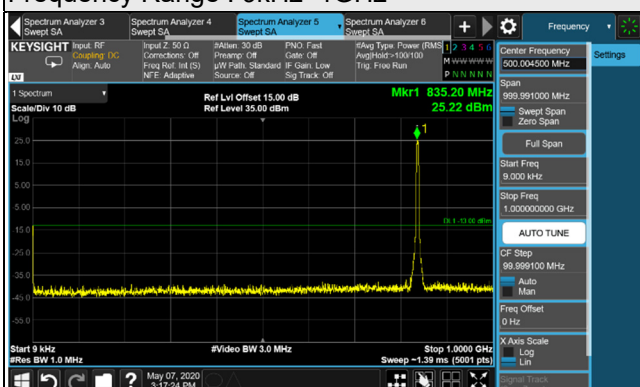 Frequency Range : 9kHz~1GHz
Spectrum Analyzer 3
Swept SA
Spectrum Analyzer 4
Swept SA
Spectrum Analyzer 5
Swept SA
Spectrum Analyzer 6
Swept SA
+
Frequency
KEYSIGHT
Input: RF
Coupling: DC
Align: Auto
LXI
Input Z: 50 Ω
Corrections: Off
Freq Ref: Int (S)
NFE: Adaptive
#Atten: 30 dB
Preamp: Off
µW Path: Standard
Source: Off
PNO: Fast
Gate: Off
IF Gain: Low
Sig Track: Off
#Avg Type: Power (RMS
Avg|Hold:>100/100
Trig: Free Run
1 2 3 4 5 6
M W W W W W
P N N N N N
1 Spectrum
Scale/Div 10 dB
Log
Ref Lvl Offset 15.00 dB
Ref Level 35.00 dBm
Mkr1 835.20 MHz
25.22 dBm
1
25.0
15.0
5.00
-5.00
-15.0
-25.0
-35.0
-45.0
-55.0
DL1 -13.00 dBm
Start 9 kHz
#Res BW 1.0 MHz
#Video BW 3.0 MHz
Stop 1.0000 GHz
Sweep ~1.39 ms (5001 pts)
Center Frequency
500.004500 MHz
Span
999.991000 MHz
Swept Span
Zero Span
Full Span
Start Freq
9.000 kHz
Stop Freq
1.000000000 GHz
AUTO TUNE
CF Step
99.999100 MHz
Auto
Man
Freq Offset
0 Hz
X Axis Scale
Log
Lin
Signal Track
Settings
?
May 07, 2020
3:17:24 PM